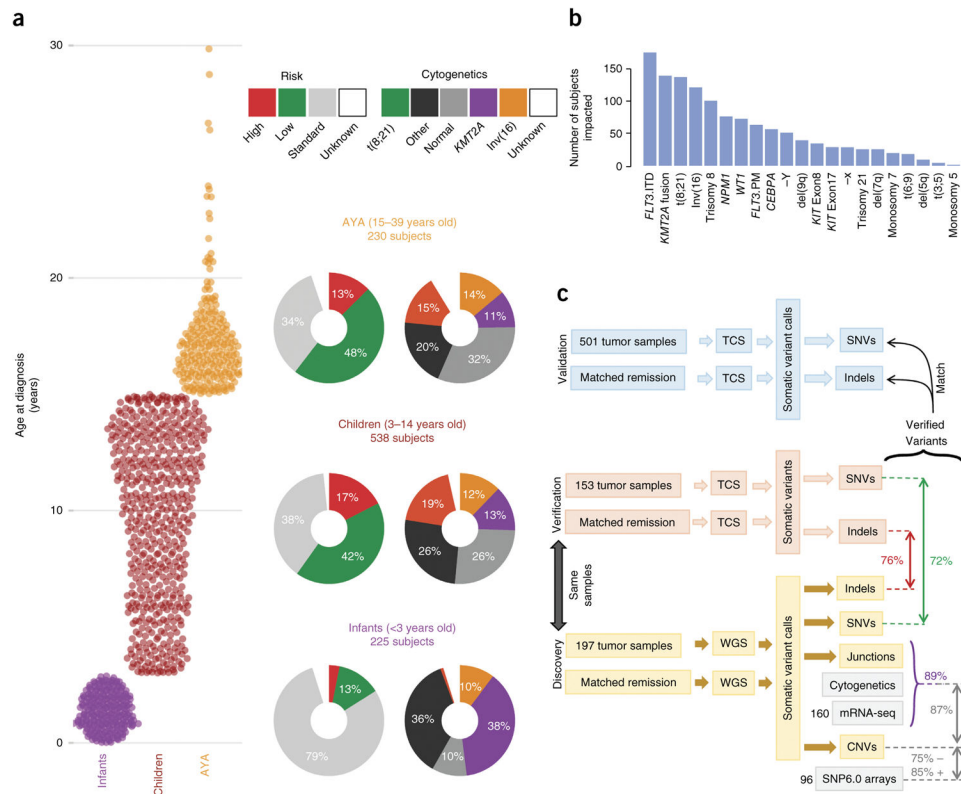 a
30
20
10
0
Age at diagnosis
(years)
Infants
Children
AYA
Risk
High
Low
Standard
Unknown
Cytogenetics
t(8;21)
Other
Normal
KMT2A
Inv(16)
Unknown
AYA (15–39 years old)
230 subjects
13%
48%
34%
14%
11%
32%
20%
15%
Children (3–14 years old)
538 subjects
17%
42%
38%
12%
13%
26%
26%
19%
Infants (<3 years old)
225 subjects
13%
79%
10%
38%
10%
36%
b
Number of subjects
impacted
150
100
50
0
FLT3.ITD
KMT2A fusion
t(8;21)
Inv(16)
Trisomy 8
NPM1
WT1
FLT3.PM
CEBPA
–Y
del(9q)
KIT Exon8
KIT Exon17
–x
Trisomy 21
del(7q)
Monosomy 7
t(6;9)
del(5q)
t(3;5)
Monosomy 5
c
Validation
501 tumor samples
TCS
Matched remission
TCS
Somatic variant calls
SNVs
Indels
Match
Verified
Variants
Verification
153 tumor samples
TCS
Matched remission
TCS
Somatic variants
SNVs
Indels
76%
72%
Same
samples
Discovery
197 tumor samples
WGS
Matched remission
WGS
Somatic variant calls
Indels
SNVs
Junctions
Cytogenetics
160 mRNA-seq
89%
87%
CNVs
75% –
85% +
96 SNP6.0 arrays